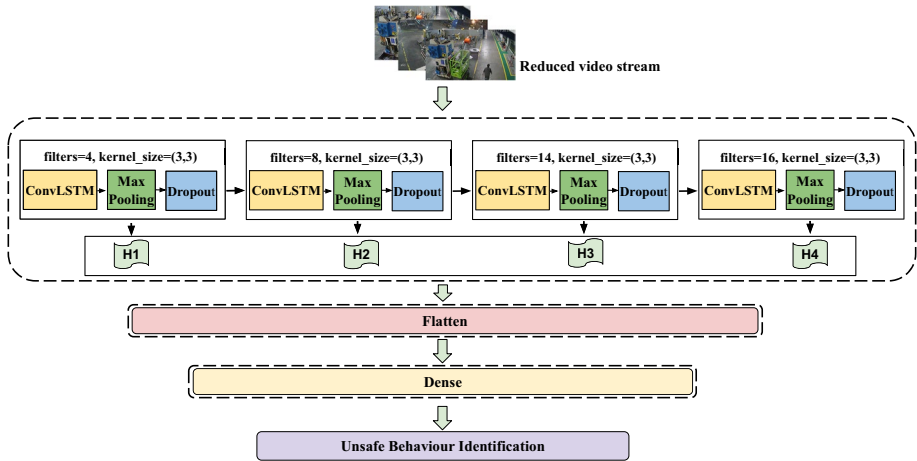 Reduced video stream
filters=4, kernel_size=(3,3)
ConvLSTM
Max
Pooling
Dropout
filters=8, kernel_size=(3,3)
ConvLSTM
Max
Pooling
Dropout
filters=14, kernel_size=(3,3)
ConvLSTM
Max
Pooling
Dropout
filters=16, kernel_size=(3,3)
ConvLSTM
Max
Pooling
Dropout
H1
H2
H3
H4
Flatten
Dense
Unsafe Behaviour Identification